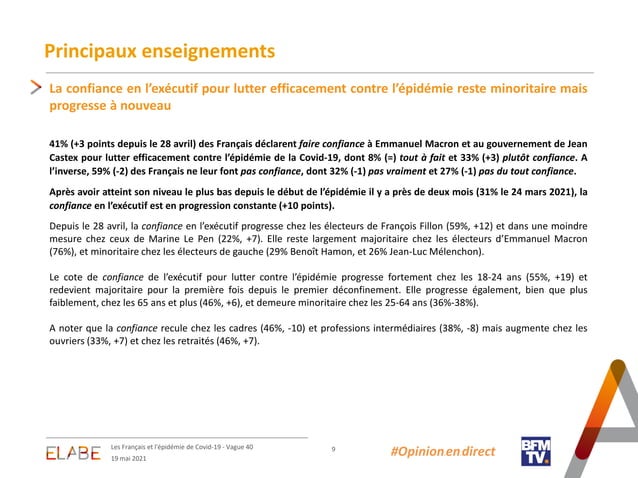 Principaux enseignements
La confiance en l’exécutif pour lutter efficacement contre l’épidémie reste minoritaire mais
progresse à nouveau
41% (+3 points depuis le 28 avril) des Français déclarent faire confiance à Emmanuel Macron et au gouvernement de Jean
Castex pour lutter efficacement contre l’épidémie de la Covid-19, dont 8% (=) tout à fait et 33% (+3) plutôt confiance. A
l’inverse, 59% (-2) des Français ne leur font pas confiance, dont 32% (-1) pas vraiment et 27% (-1) pas du tout confiance.
Après avoir atteint son niveau le plus bas depuis le début de l’épidémie il y a près de deux mois (31% le 24 mars 2021), la
confiance en l’exécutif est en progression constante (+10 points).
Depuis le 28 avril, la confiance en l’exécutif progresse chez les électeurs de François Fillon (59%, +12) et dans une moindre
mesure chez ceux de Marine Le Pen (22%, +7). Elle reste largement majoritaire chez les électeurs d’Emmanuel Macron
(76%), et minoritaire chez les électeurs de gauche (29% Benoît Hamon, et 26% Jean-Luc Mélenchon).
Le cote de confiance de l’exécutif pour lutter contre l’épidémie progresse fortement chez les 18-24 ans (55%, +19) et
redevient majoritaire pour la première fois depuis le premier déconfinement. Elle progresse également, bien que plus
faiblement, chez les 65 ans et plus (46%, +6), et demeure minoritaire chez les 25-64 ans (36%-38%).
A noter que la confiance recule chez les cadres (46%, -10) et professions intermédiaires (38%, -8) mais augmente chez les
ouvriers (33%, +7) et chez les retraités (46%, +7).
ELABE
Les Français et l’épidémie de Covid-19 - Vague 40
19 mai 2021
9
#Opinion en direct
BFM
TV.